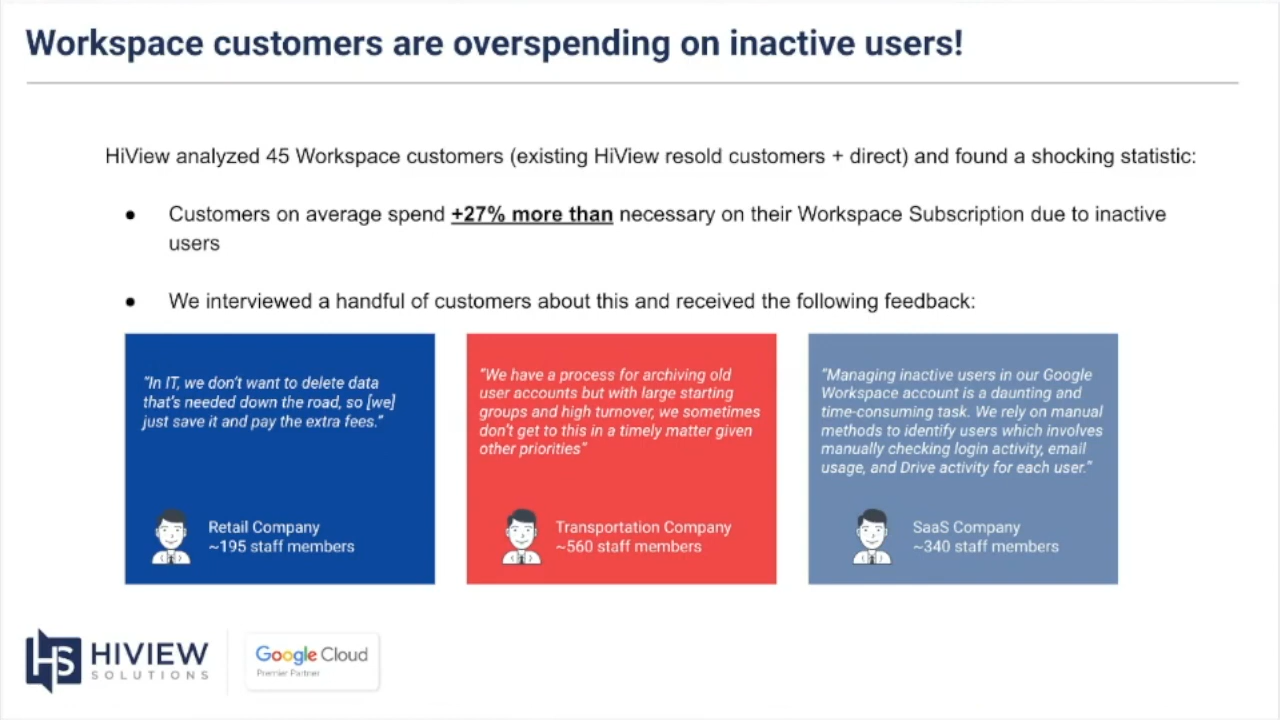 Workspace customers are overspending on inactive users!
HiView analyzed 45 Workspace customers (existing HiView resold customers + direct) and found a shocking statistic:
● Customers on average spend +27% more than necessary on their Workspace Subscription due to inactive
users
● We interviewed a handful of customers about this and received the following feedback:
"In IT, we don't want to delete data
that's needed down the road, so [we]
just save it and pay the extra fees."
Retail Company
~195 staff members
"We have a process for archiving old
user accounts but with large starting
groups and high turnover, we sometimes
don't get to this in a timely matter given
other priorities"
Transportation Company
~560 staff members
"Managing inactive users in our Google
Workspace account is a daunting and
time-consuming task. We rely on manual
methods to identify users which involves
manually checking login activity, email
usage, and Drive activity for each user."
SaaS Company
~340 staff members
HS HIVIEW
SOLUTIONS
Google Cloud
Premier Partner